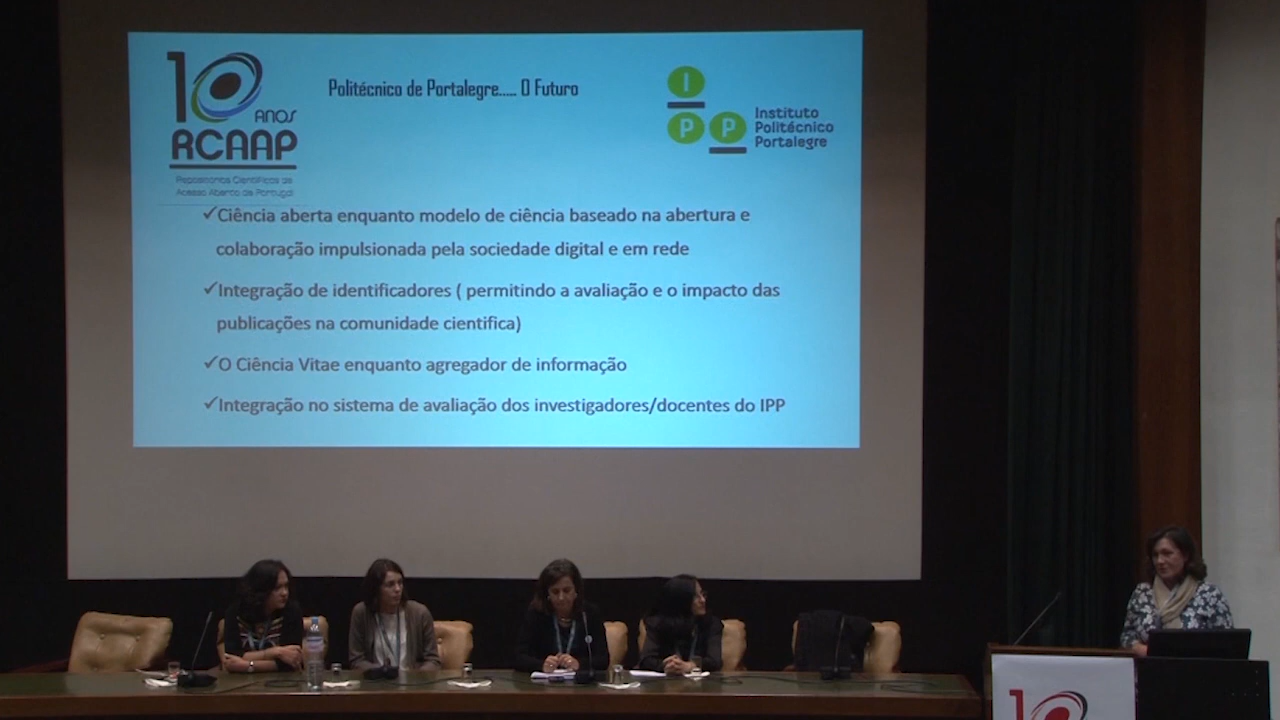 10
ANOS
RCAAP
Repositórios Científicos de
Acesso Aberto de Portugal
Politécnico de Portalegre..... O Futuro
I
P P
Instituto
Politécnico
Portalegre
✓Ciência aberta enquanto modelo de ciência baseado na abertura e
colaboração impulsionada pela sociedade digital e em rede
✓Integração de identificadores ( permitindo a avaliação e o impacto das
publicações na comunidade cientifica)
✓O Ciência Vitae enquanto agregador de informação
✓Integração no sistema de avaliação dos investigadores/docentes do IPP
10